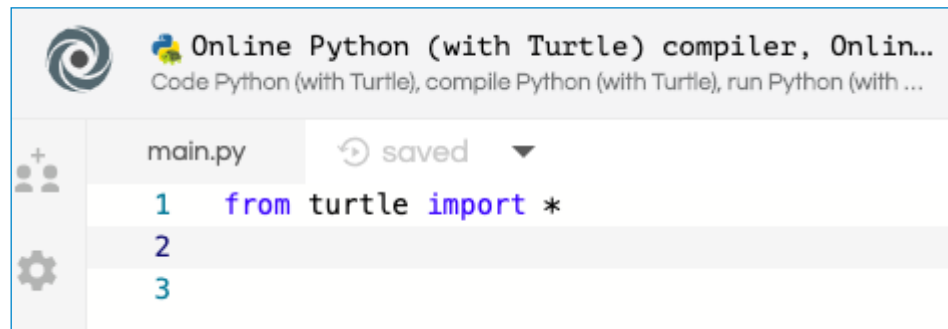 Online Python (with Turtle) compiler, Onlin...
Code Python (with Turtle), compile Python (with Turtle), run Python (with ...
main.py saved
1 from turtle import *
2
3